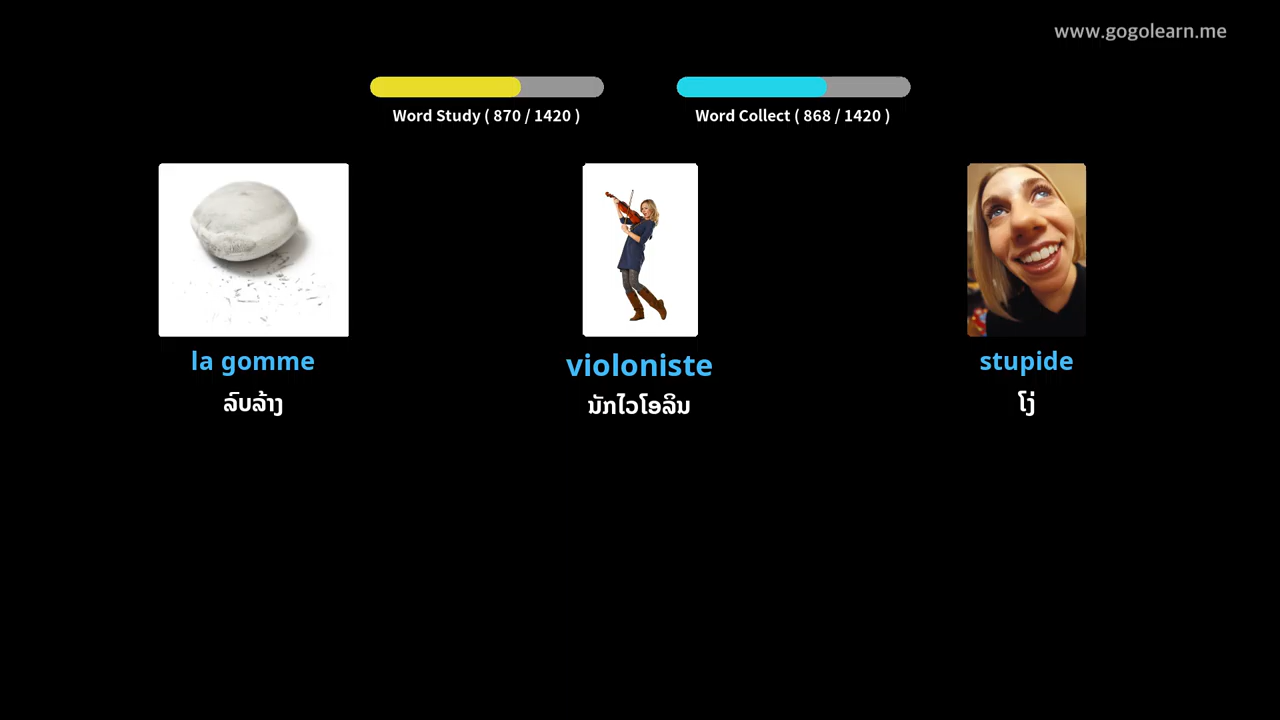 www.gogolearn.me
Word Study ( 870 / 1420 )
Word Collect ( 868 / 1420 )
la gomme
violoniste
stupide
ລົບລ້າງ
ນັກໄວໂອລິນ
ໂງ່